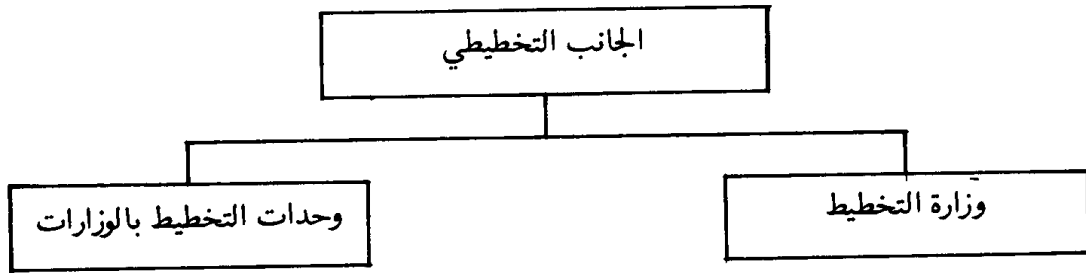 الجانب التخطيطي
وزارة التخطيط
وحدات التخطيط بالوزارات